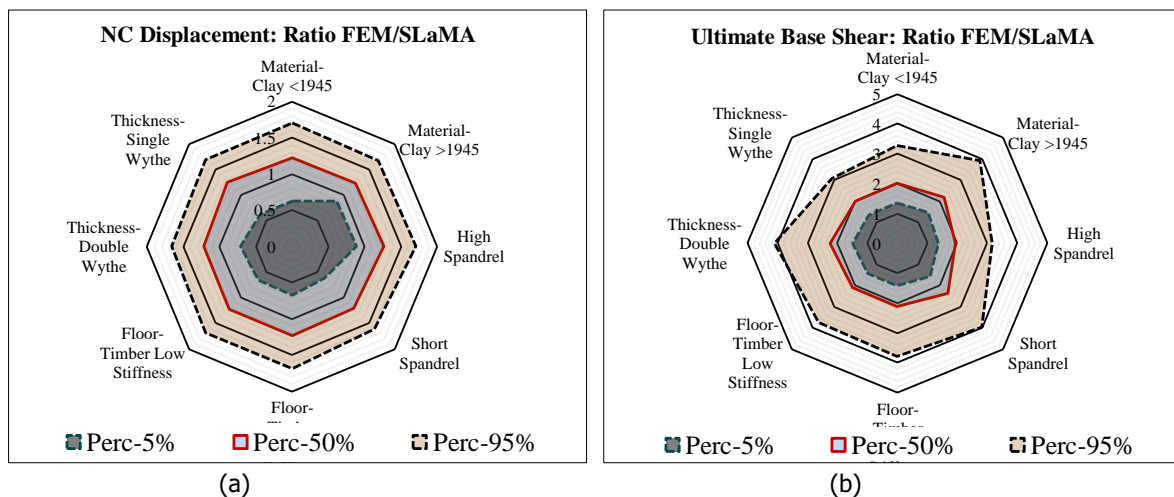 NC Displacement: Ratio FEM/SLaMA
Material-
Clay <1945
2
Thickness-
Single
Wythe
Material-
Clay >1945
1.5
1
Thickness-
Double
Wythe
0.5
0
High
Spandrel
Floor-
Timber Low
Stiffness
Short
Spandrel
Floor-
Perc-5%
Perc-50%
Perc-95%
(a)
Ultimate Base Shear: Ratio FEM/SLaMA
Material-
Clay <1945
5
Thickness-
Single
Wythe
Material-
Clay >1945
4
3
2
Thickness-
Double
Wythe
1
0
High
Spandrel
Floor-
Timber
Low
Stiffness
Short
Spandrel
Floor-
Timber
Perc-5%
Perc-50%
Perc-95%
(b)